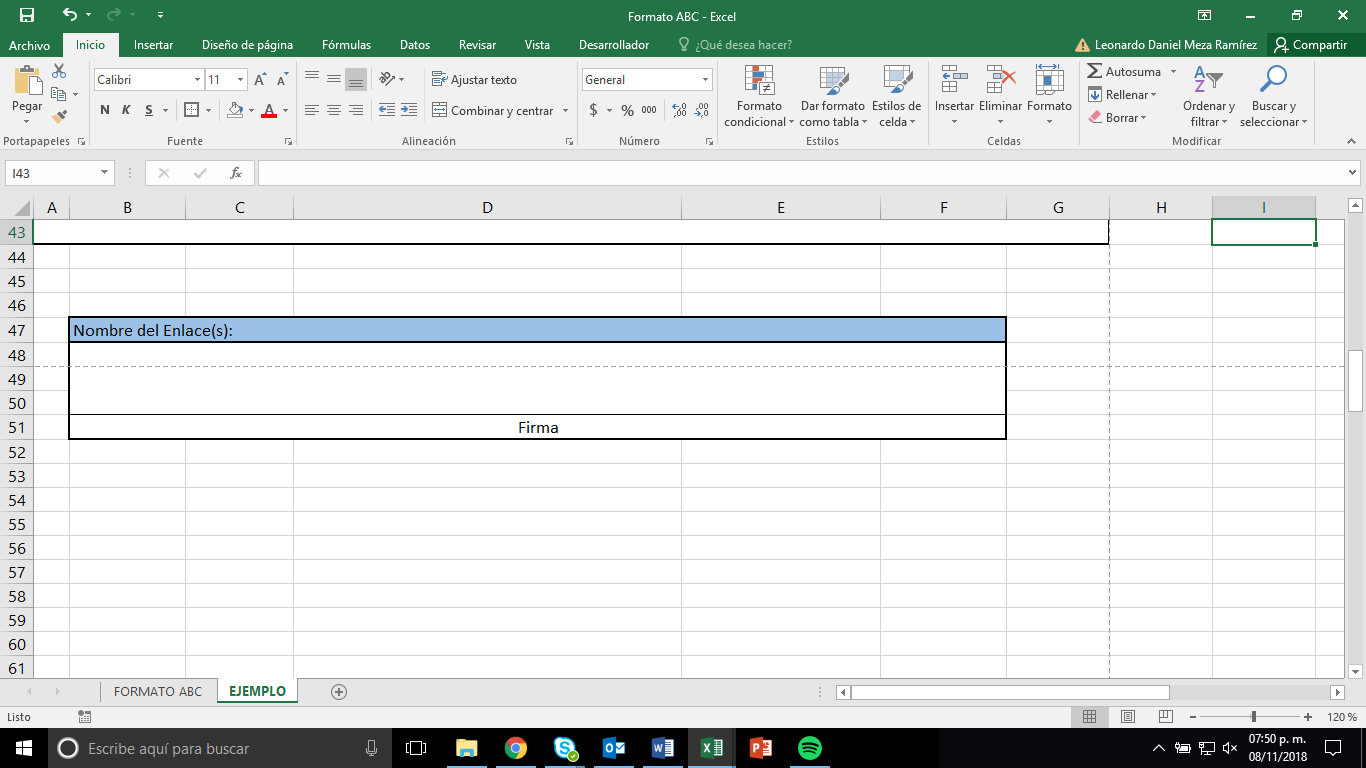 Formato ABC - Excel
Archivo Inicio Insertar Diseño de página Fórmulas Datos Revisar Vista Desarrollador ¿Qué desea hacer? Leonardo Daniel Meza Ramírez Compartir
Pegar
Calibri 11
N K S
Ajustar texto
Combinar y centrar
General
$ % 000
Formato condicional
Dar formato como tabla
Estilos de celda
Insertar Eliminar Formato
Autosuma
Rellenar
Borrar
Ordenar y filtrar
Buscar y seleccionar
Portapapeles Fuente Alineación Número Estilos Celdas Modificar
I43 fx
A B C D E F G H I
43
44
45
46
47 Nombre del Enlace(s):
48
49
50
51 Firma
52
53
54
55
56
57
58
59
60
61
FORMATO ABC EJEMPLO
Listo 120 %
Escribe aquí para buscar
07:50 p. m.
08/11/2018